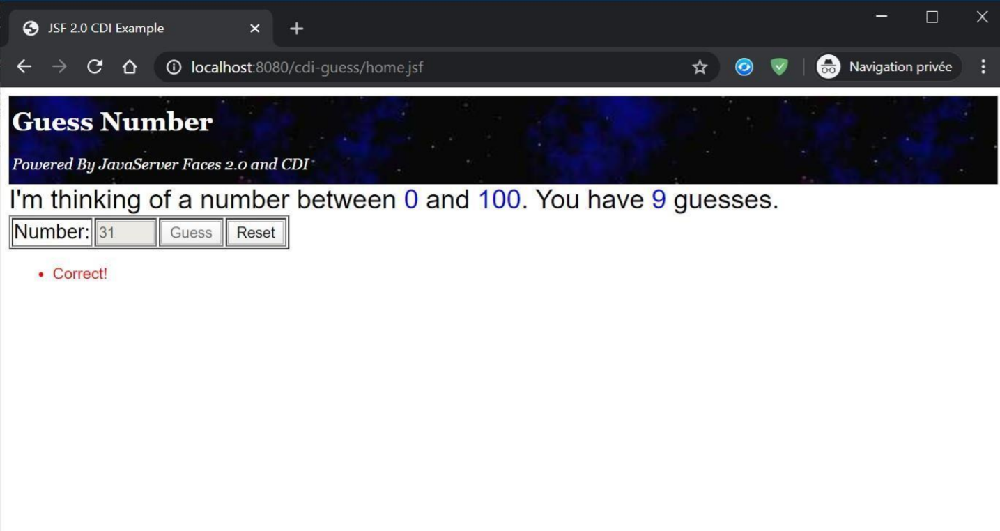 JSF 2.0 CDI Example
localhost:8080/cdi-guess/home.jsf
Navigation privée
Guess Number
Powered By JavaServer Faces 2.0 and CDI
I'm thinking of a number between 0 and 100. You have 9 guesses.
Number: 31 Guess Reset
• Correct!